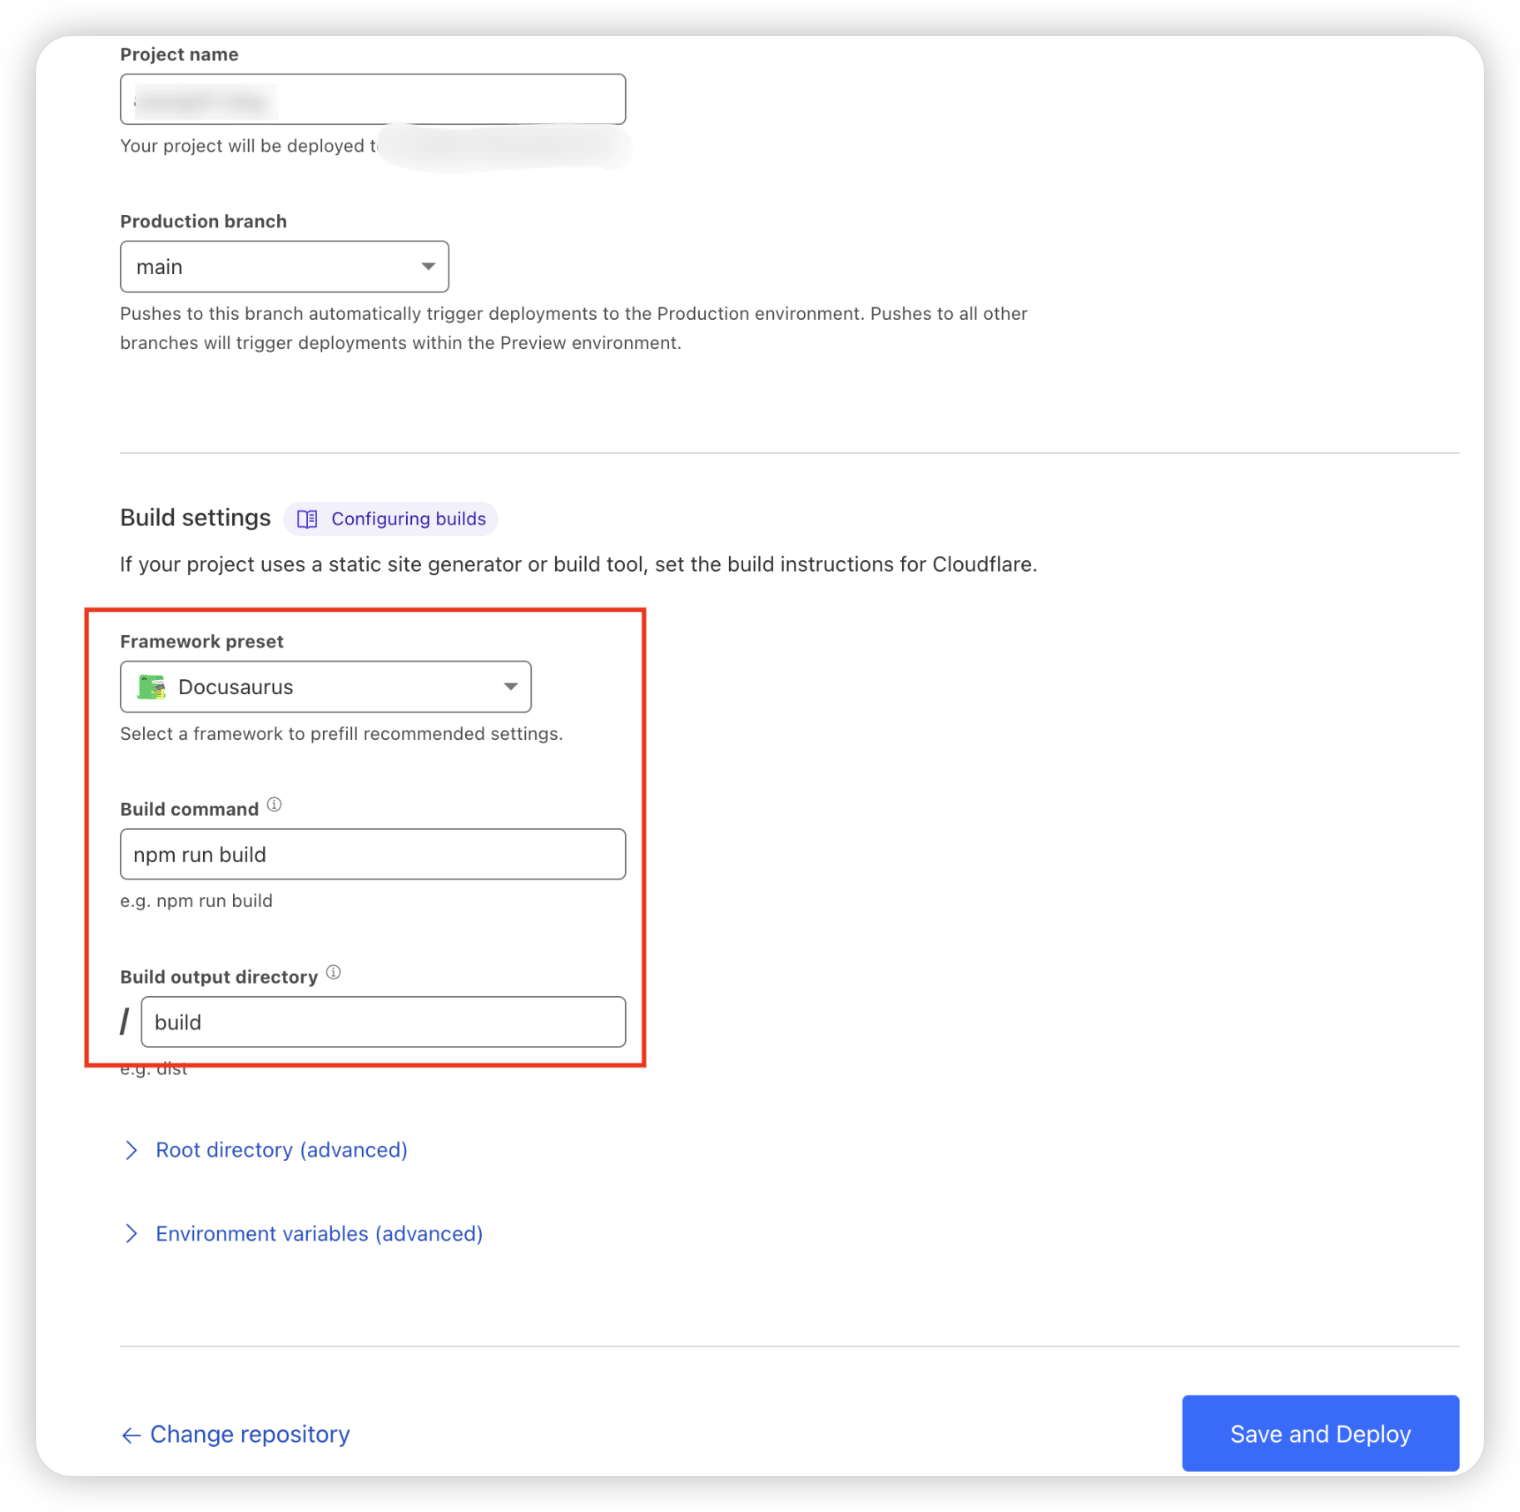 Project name
Your project will be deployed
Production branch
main
Pushes to this branch automatically trigger deployments to the Production environment. Pushes to all other
branches will trigger deployments within the Preview environment.
Build settings
Configuring builds
If your project uses a static site generator or build tool, set the build instructions for Cloudflare.
Framework preset
Docusaurus
Select a framework to prefill recommended settings.
Build command
npm run build
e.g. npm run build
Build output directory
/ build
e.g. dist
Root directory (advanced)
Environment variables (advanced)
← Change repository
Save and Deploy